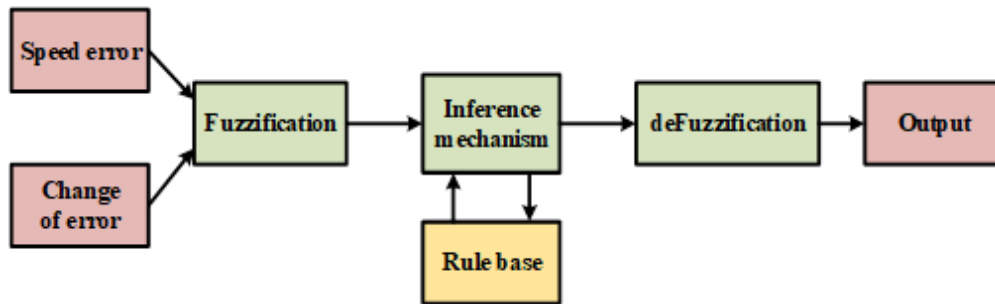 Speed error
Fuzzification
Inference
mechanism
deFuzzification
Output
Change
of error
Rule base